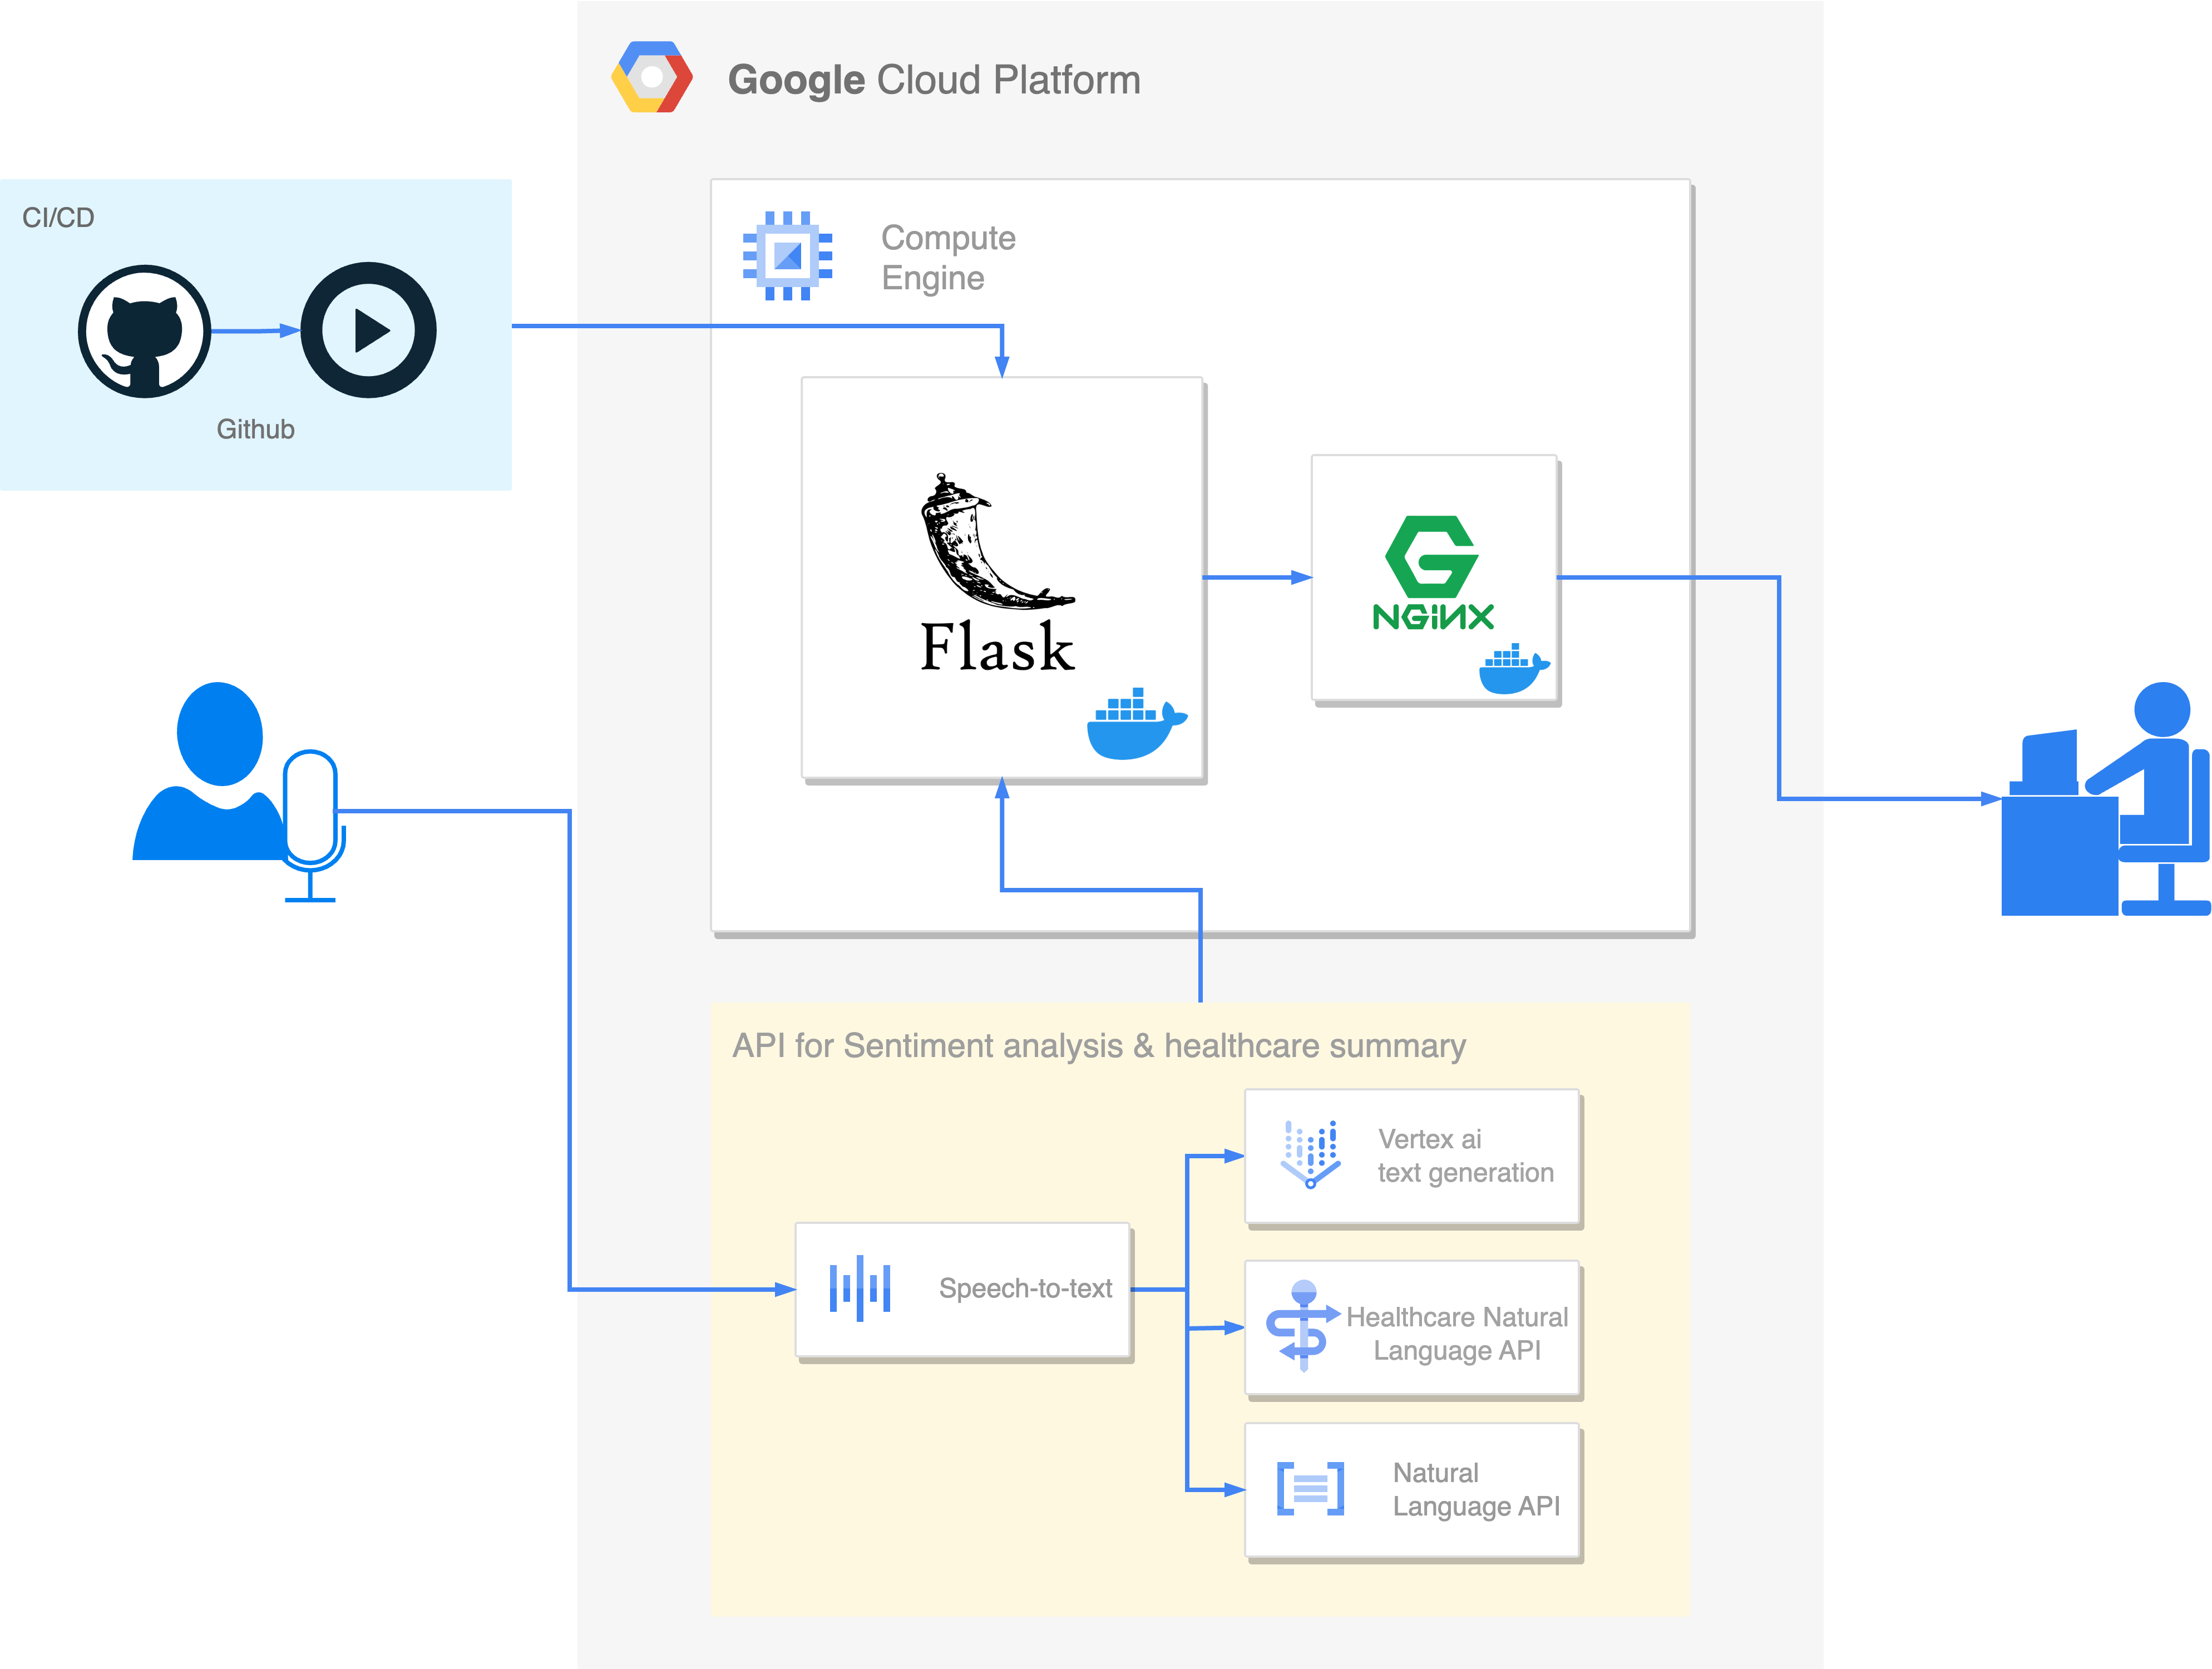 Google Cloud Platform
CI/CD
Github
Compute
Engine
Flask
NGiNX
API for Sentiment analysis & healthcare summary
Vertex ai
text generation
Speech-to-text
Healthcare Natural
Language API
Natural
Language API